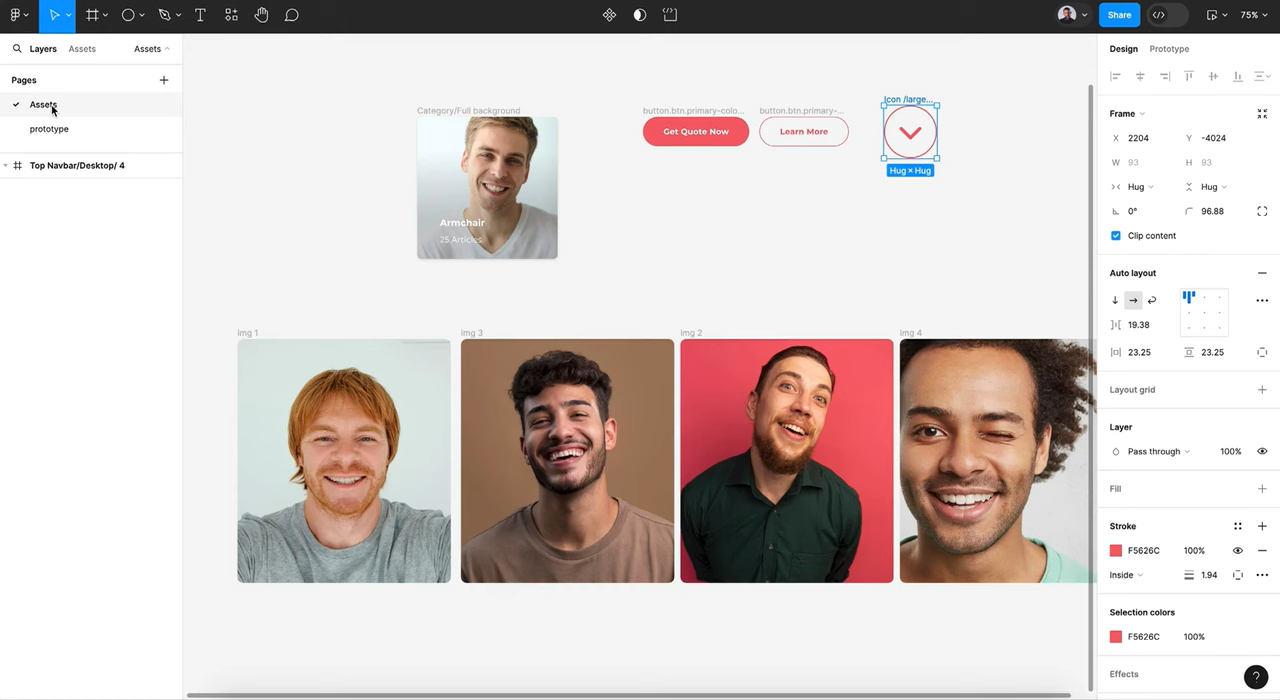 Share
75%
Layers
Assets
Assets
Design
Prototype
Pages
Assets
prototype
Top Navbar/Desktop/ 4
Category/Full background
Armchair
25 Articles
button.btn.primary-colo...
Get Quote Now
button.btn.primary-...
Learn More
icon /large...
Hug × Hug
img 1
img 3
img 2
img 4
Frame
X 2204
Y -4024
W 93
H 93
Hug
Hug
0°
96.88
Clip content
Auto layout
19.38
23.25
23.25
Layout grid
Layer
Pass through
100%
Fill
Stroke
F5626C
100%
Inside
1.94
Selection colors
F5626C
100%
Effects
?